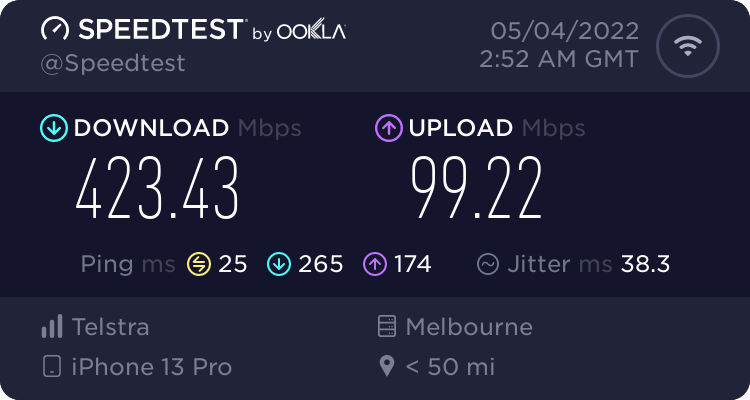 SPEEDTEST® by OOKLA®
@Speedtest
05/04/2022
2:52 AM GMT
DOWNLOAD Mbps
423.43
UPLOAD Mbps
99.22
Ping ms 25 265 174 Jitter ms 38.3
Telstra
Melbourne
iPhone 13 Pro
< 50 mi